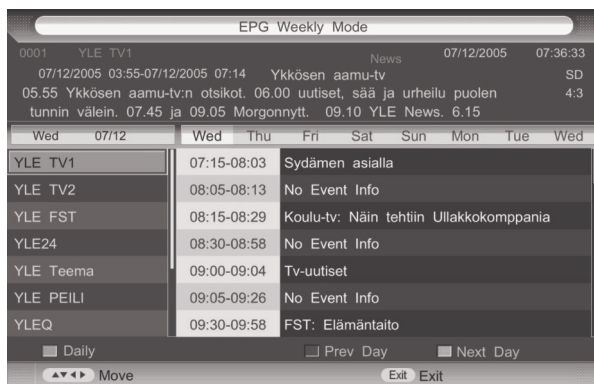 EPG Weekly Mode
0001 YLE TV1 News 07/12/2005 07:36:33
07/12/2005 03:55-07/12/2005 07:14 Ykkösen aamu-tv SD
05.55 Ykkösen aamu-tv:n otsikot. 06.00 uutiset, sää ja urheilu puolen 4:3
tunnin välein. 07.45 ja 09.05 Morgonnytt. 09.10 YLE News. 6.15
Wed 07/12 Wed Thu Fri Sat Sun Mon Tue Wed
YLE TV1 07:15-08:03 Sydämen asialla
YLE TV2 08:05-08:13 No Event Info
YLE FST 08:15-08:29 Koulu-tv: Näin tehtiin Ullakkokomppania
YLE24 08:30-08:58 No Event Info
YLE Teema 09:00-09:04 Tv-uutiset
YLE PEILI 09:05-09:26 No Event Info
YLEQ 09:30-09:58 FST: Elämäntaito
Daily Prev Day Next Day
Move Exit Exit